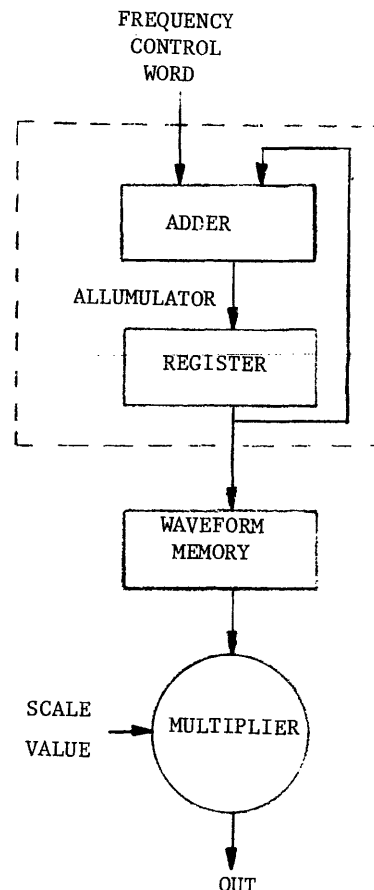 FREQUENCY
CONTROL
WORD
ADDER
ALLUMULATOR
REGISTER
WAVEFORM
MEMORY
SCALE
VALUE
MULTIPLIER
OUT